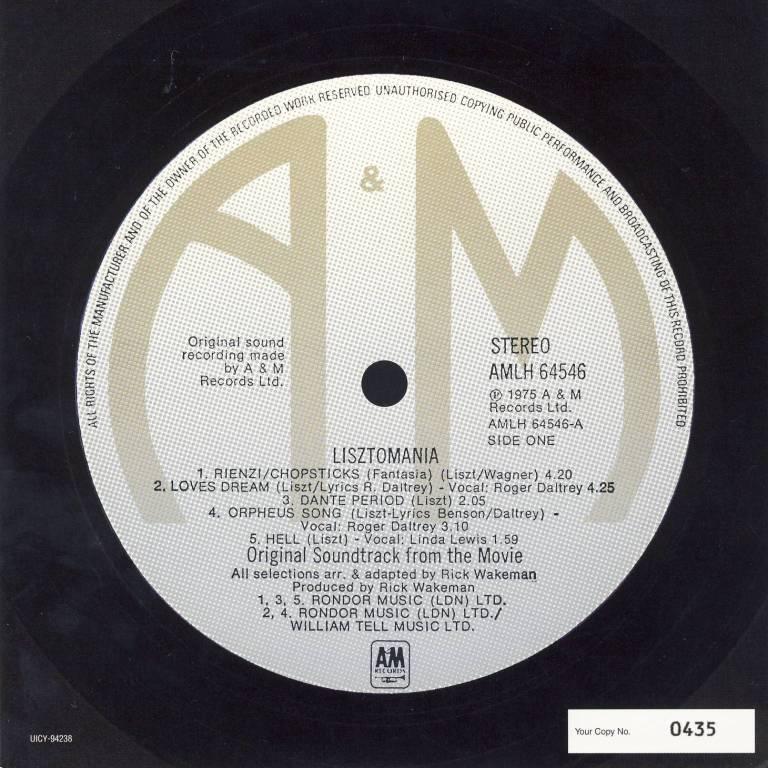 ALL RIGHTS OF THE MANUFACTURER AND OF THE OWNER OF THE RECORDED WORK RESERVED UNAUTHORISED COPYING PUBLIC PERFORMANCE AND BROADCASTING OF THIS RECORD PROHIBITED
A & M
Original sound
recording made
by A & M
Records Ltd.
STEREO
AMLH 64546
℗ 1975 A & M
Records Ltd.
AMLH 64546-A
SIDE ONE
LISZTOMANIA
1. RIENZI/CHOPSTICKS (Fantasia) (Liszt/Wagner) 4.20
2. LOVES DREAM (Liszt/Lyrics R. Daltrey) - Vocal: Roger Daltrey 4.25
3. DANTE PERIOD (Liszt) 2.05
4. ORPHEUS SONG (Liszt-Lyrics Benson/Daltrey) -
Vocal: Roger Daltrey 3.10
5. HELL (Liszt) - Vocal: Linda Lewis 1.59
Original Soundtrack from the Movie
All selections arr. & adapted by Rick Wakeman
Produced by Rick Wakeman
1, 3, 5. RONDOR MUSIC (LDN) LTD.
2, 4. RONDOR MUSIC (LDN) LTD./
WILLIAM TELL MUSIC LTD.
A&M
RECORDS
UICY-94238
Your Copy No. 0435